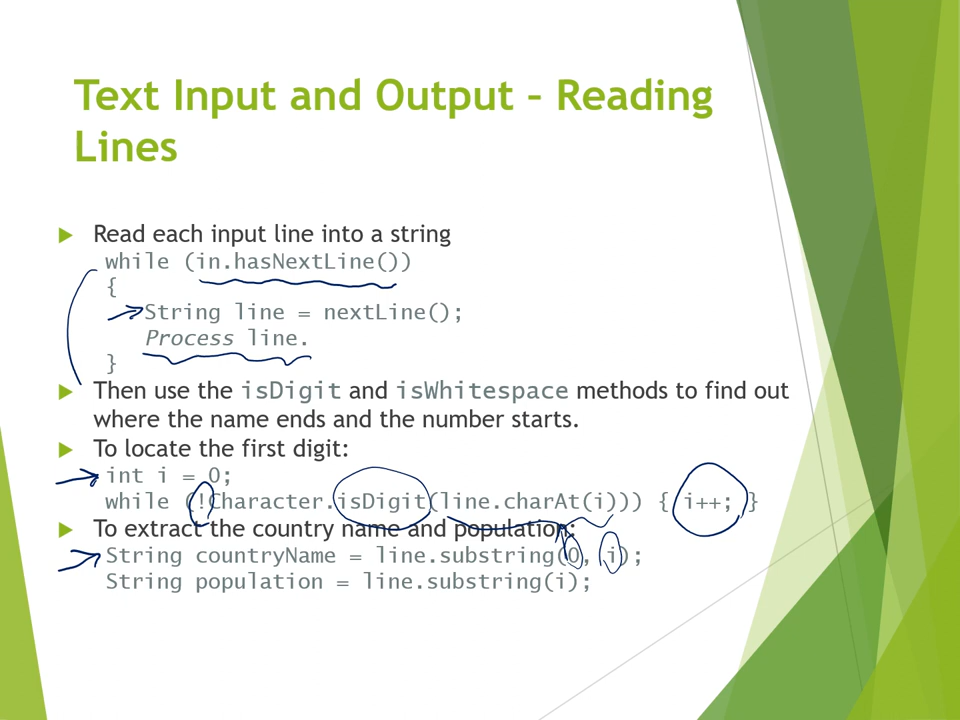 Text Input and Output – Reading
Lines
Read each input line into a string
while (in.hasNextLine())
{
String line = nextLine();
Process line.
}
Then use the isDigit and isWhitespace methods to find out
where the name ends and the number starts.
To locate the first digit:
int i = 0;
while (!Character.isDigit(line.charAt(i))) { i++; }
To extract the country name and population:
String countryName = line.substring(0, i);
String population = line.substring(i);